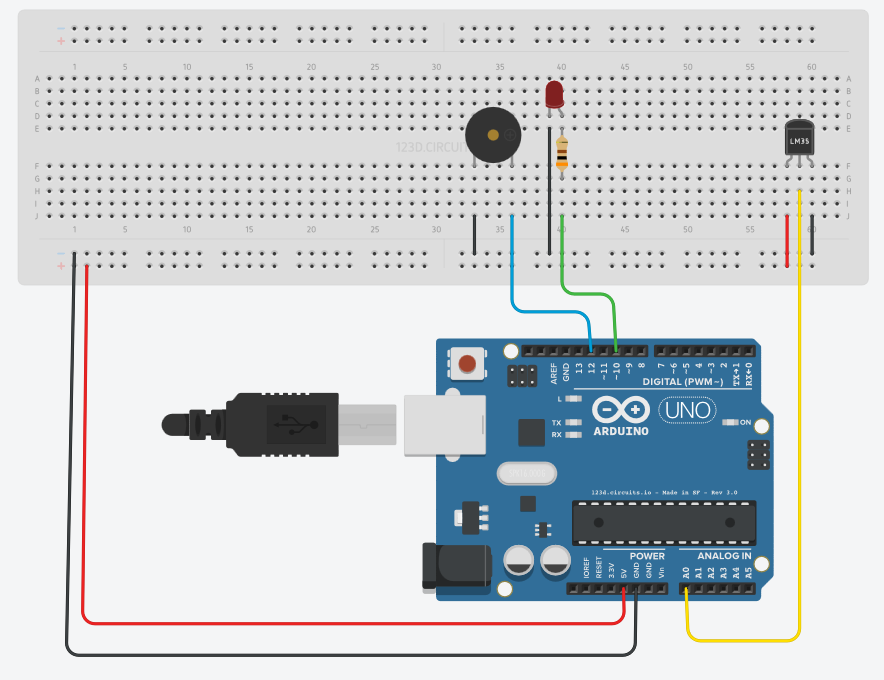 − −
+ +
1 5 10 15 20 25 30 35 40 45 50 55 60
A A
B B
C C
D D
E E
123D.CIRCUI
LM35
F F
G G
H H
I I
J J
1 5 10 15 20 25 30 35 40 45 50 55 60
−
+
AREF GND 13 12 ~11 ~10 ~9 8 7 ~6 ~5 4 ~3 2 TX→1 RX←0
DIGITAL (PWM~)
L
TX
RX
UNO
ON
ARDUINO
123d.circuits.io - Made in SF - Rev 3.0
POWER ANALOG IN
IOREF RESET 3.3V 5V GND GND Vin A0 A1 A2 A3 A4 A5